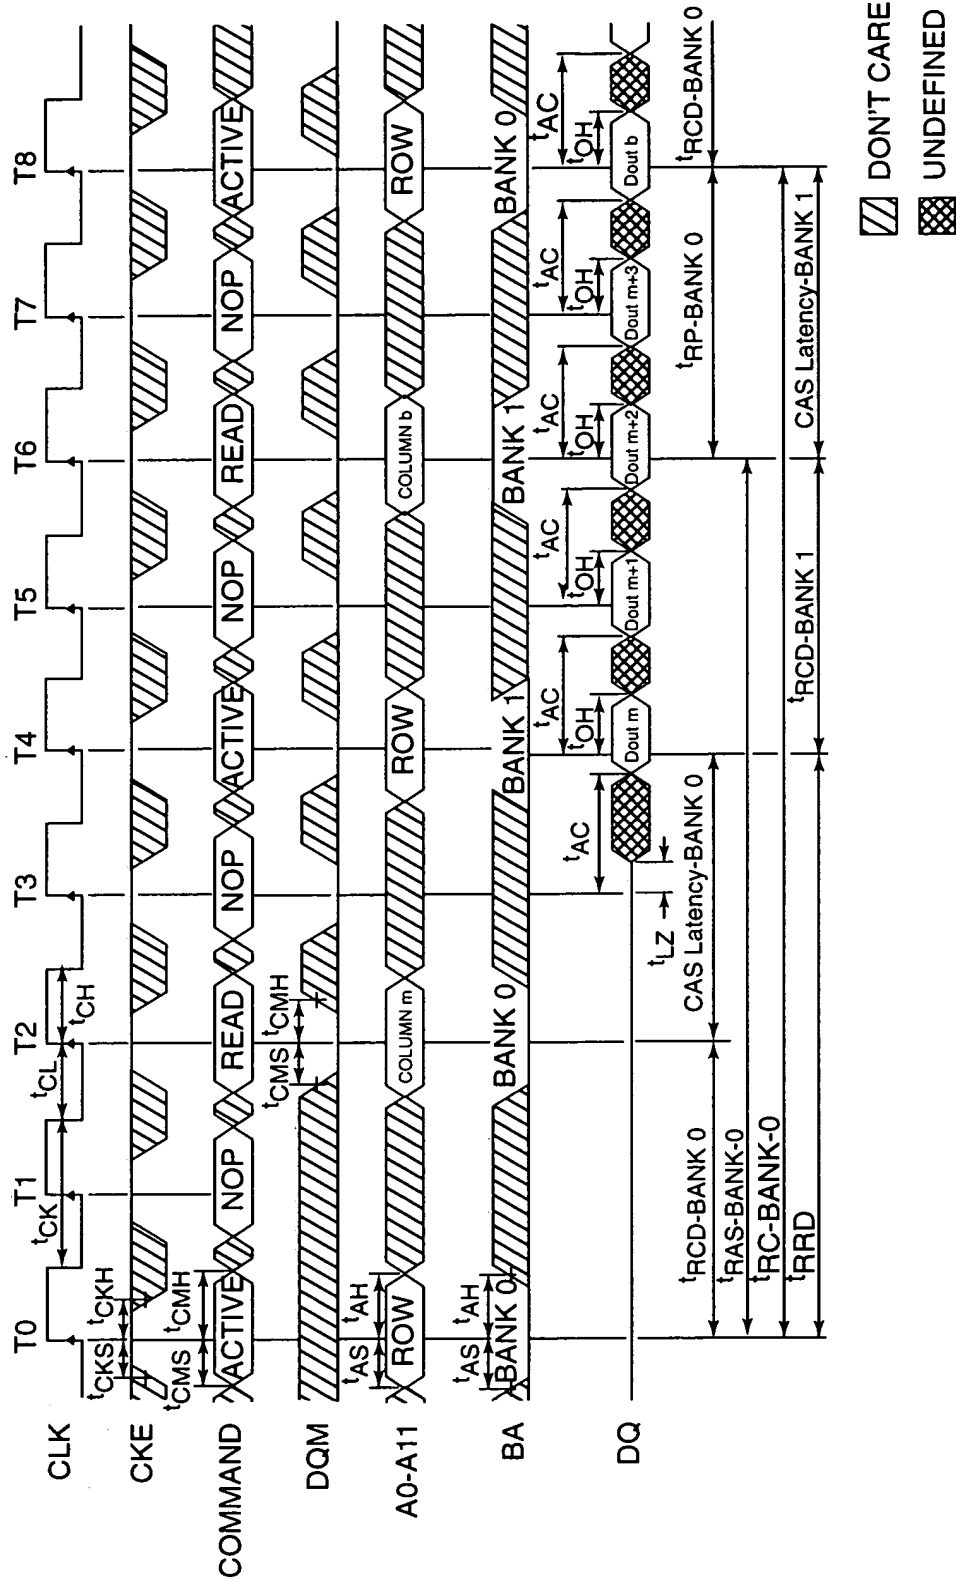 T0 T1 T2 T3 T4 T5 T6 T7 T8
CLK
tCK tCL tCH
CKE
tCKS tCKH
COMMAND
tCMS tCMH
ACTIVE NOP READ NOP ACTIVE NOP READ NOP ACTIVE
DQM
tCMS tCMH
A0-A11
tAS tAH
ROW COLUMN m ROW COLUMN b ROW
BA
tAS tAH
BANK 0 BANK 0 BANK 1 BANK 1 BANK 0
DQ
tAC tAC tAC tAC tAC tAC
tOH tOH tOH tOH tOH
Dout m Dout m+1 Dout m+2 Dout m+3 Dout b
tLZ
tRCD-BANK 0 CAS Latency-BANK 0 tRP-BANK 0 tRCD-BANK 0
tRAS-BANK-0
tRC-BANK-0
tRRD tRCD-BANK 1 CAS Latency-BANK 1
DON'T CARE
UNDEFINED